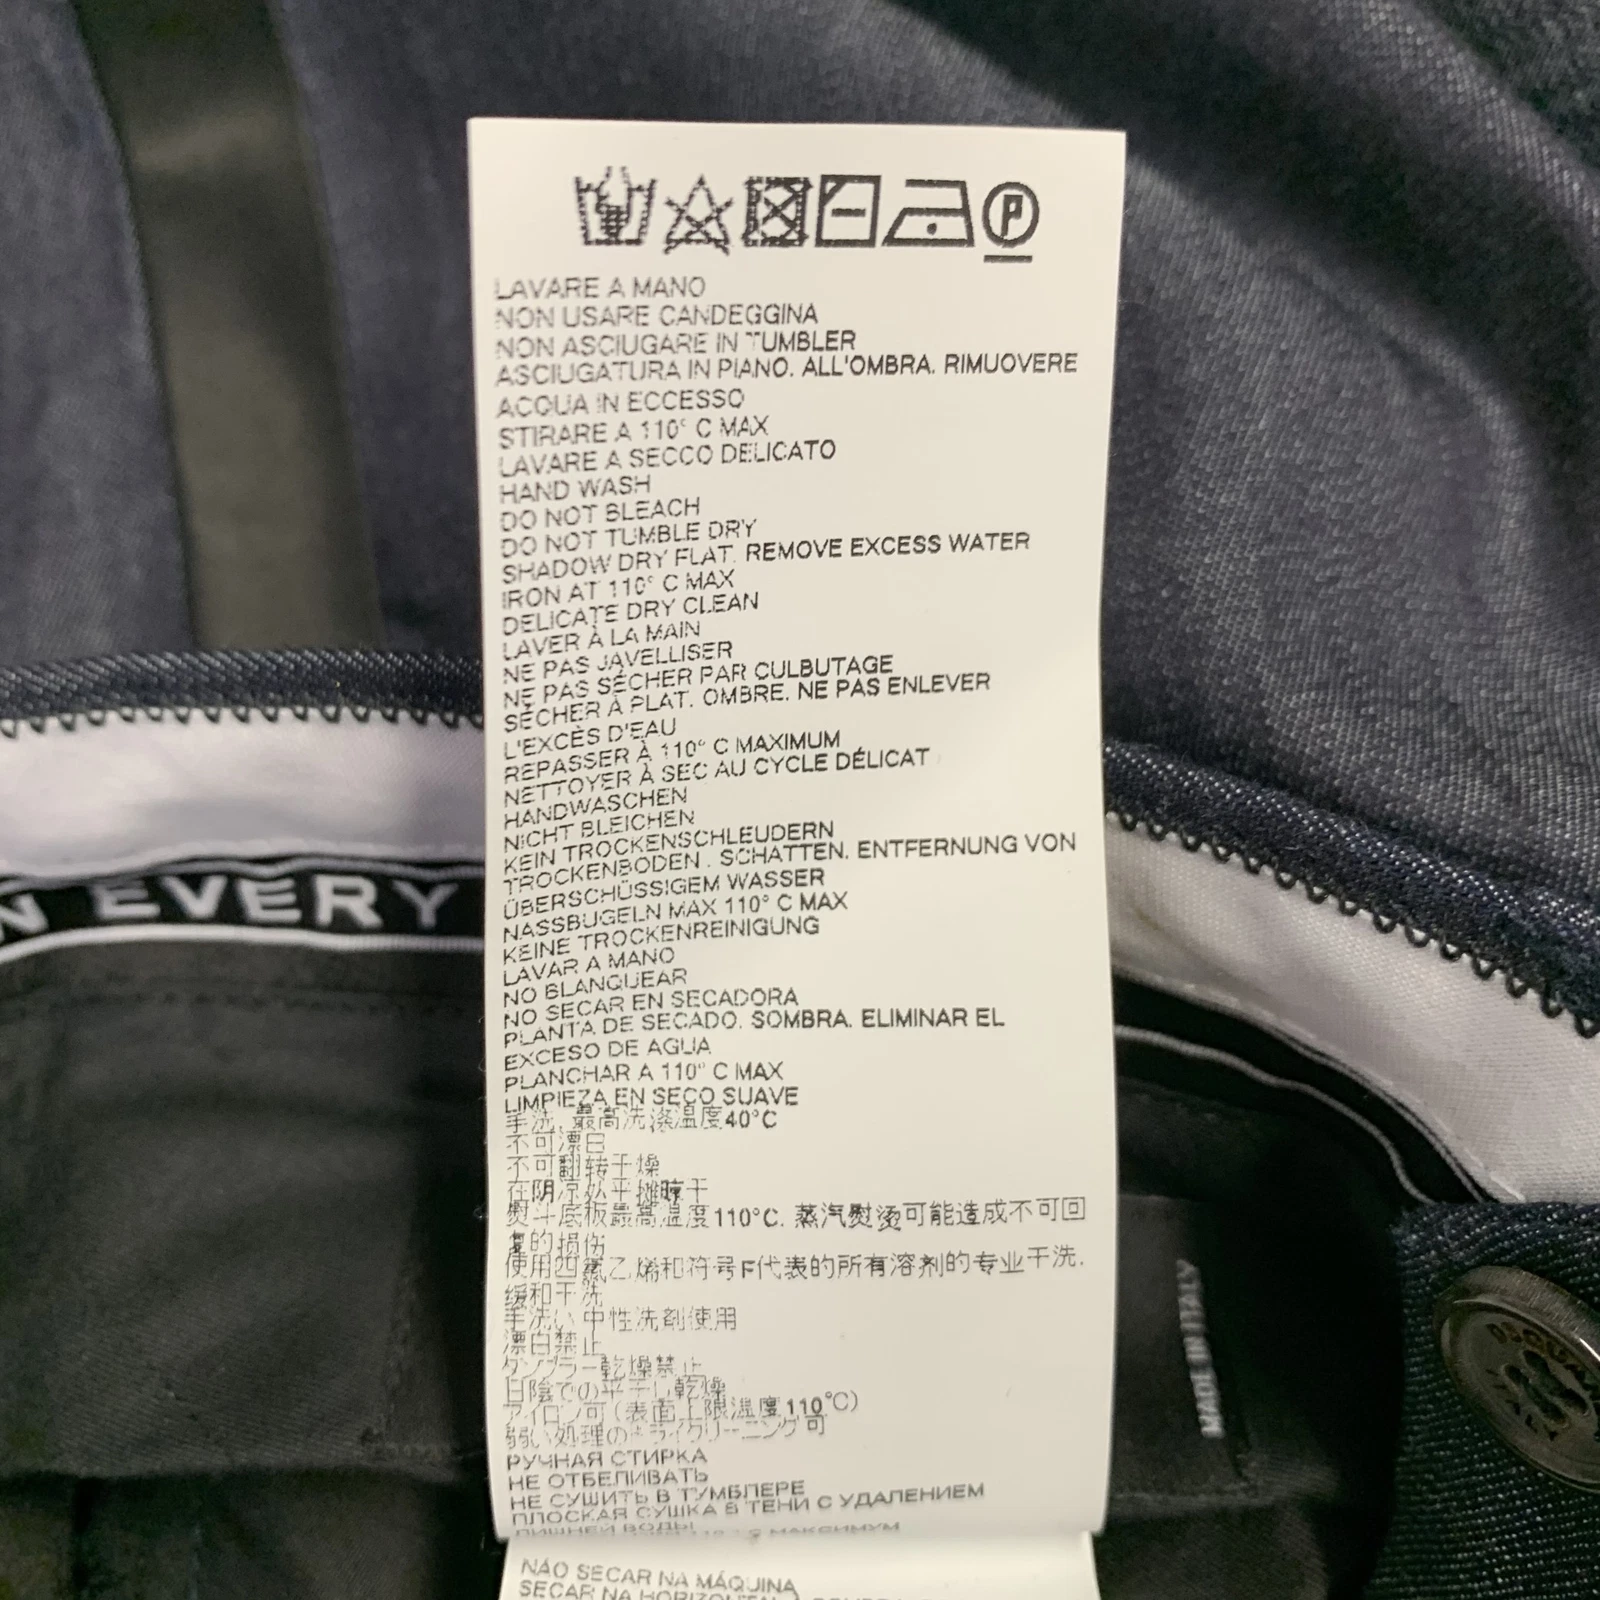 P
LAVARE A MANO
NON USARE CANDEGGINA
NON ASCIUGARE IN TUMBLER
ASCIUGATURA IN PIANO. ALL'OMBRA. RIMUOVERE
ACQUA IN ECCESSO
STIRARE A 110° C MAX
LAVARE A SECCO DELICATO
HAND WASH
DO NOT BLEACH
DO NOT TUMBLE DRY
SHADOW DRY FLAT. REMOVE EXCESS WATER
IRON AT 110° C MAX
DELICATE DRY CLEAN
LAVER À LA MAIN
NE PAS JAVELLISER
NE PAS SÉCHER PAR CULBUTAGE
SÉCHER À PLAT. OMBRE. NE PAS ENLEVER
L'EXCÈS D'EAU
REPASSER À 110° C MAXIMUM
NETTOYER À SEC AU CYCLE DÉLICAT
HANDWASCHEN
NICHT BLEICHEN
KEIN TROCKENSCHLEUDERN
TROCKENBODEN . SCHATTEN. ENTFERNUNG VON
ÜBERSCHÜSSIGEM WASSER
NASSBUGELN MAX 110° C MAX
KEINE TROCKENREINIGUNG
LAVAR A MANO
NO BLANQUEAR
NO SECAR EN SECADORA
PLANTA DE SECADO. SOMBRA. ELIMINAR EL
EXCESO DE AGUA
PLANCHAR A 110° C MAX
LIMPIEZA EN SECO SUAVE
手洗, 最高洗涤温度40°C
不可漂白
不可翻转干燥
在阴凉处平摊晾干
熨斗底板最高温度110°C. 蒸汽熨烫可能造成不可回
复的损伤
使用四氯乙烯和符号F代表的所有溶剂的专业干洗.
缓和干洗
手洗い 中性洗剤使用
漂白禁止
タンブラー乾燥禁止
日陰での平干し乾燥
アイロン可(表面上限温度110°C)
弱い処理のドライクリーニング可
РУЧНАЯ СТИРКА
НЕ ОТБЕЛИВАТЬ
НЕ СУШИТЬ В ТУМБЛЕРЕ
ПЛОСКАЯ СУШКА В ТЕНИ С УДАЛЕНИЕМ
ЛИШНЕЙ ВОДЫ
МАКСИМУМ
NÃO SECAR NA MÁQUINA
SECAR NA HORIZONTAL
N EVERY
MADE IN ITALY
DSQUAR
ITALY